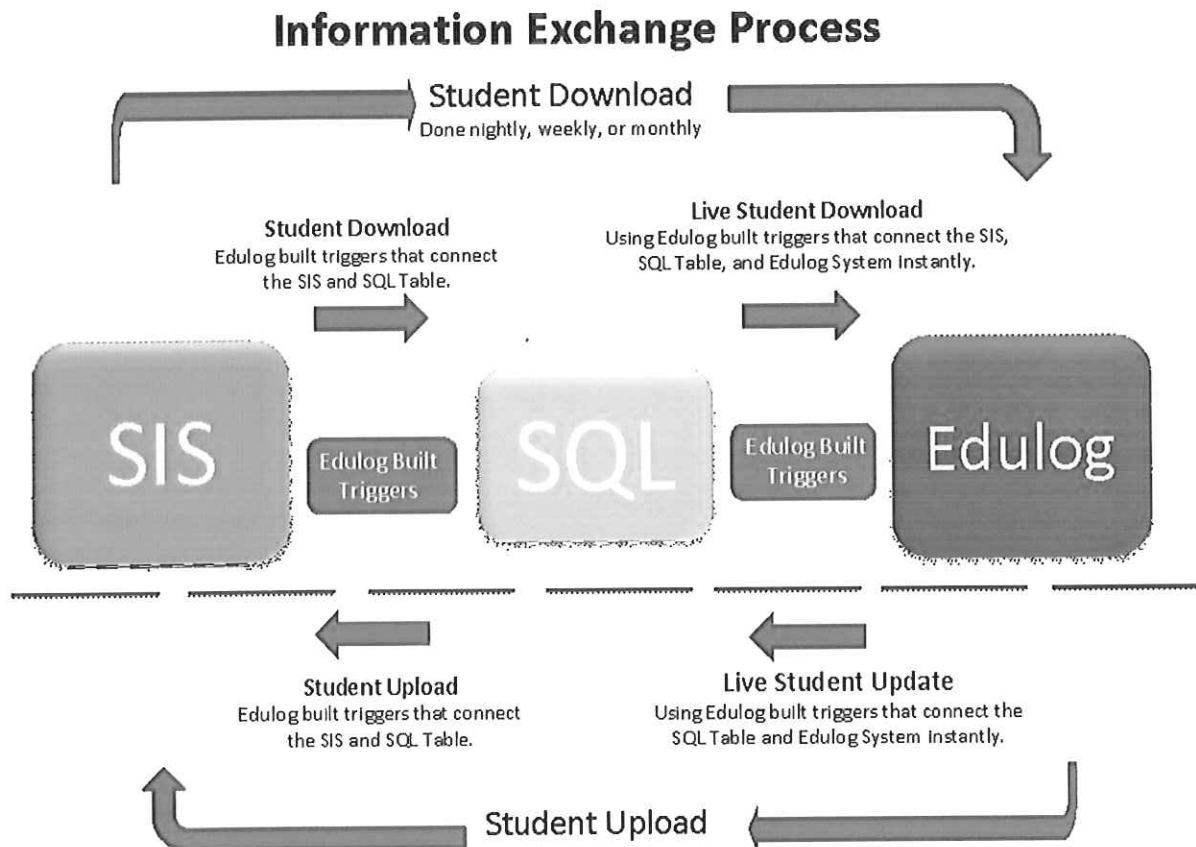 Information Exchange Process
Student Download
Done nightly, weekly, or monthly
Student Download
Edulog built triggers that connect
the SIS and SQL Table.
Live Student Download
Using Edulog built triggers that connect the SIS,
SQL Table, and Edulog System Instantly.
SIS
Edulog Built
Triggers
SQL
Edulog Built
Triggers
Edulog
Student Upload
Edulog built triggers that connect
the SIS and SQL Table.
Live Student Update
Using Edulog built triggers that connect the
SQL Table and Edulog System Instantly.
Student Upload